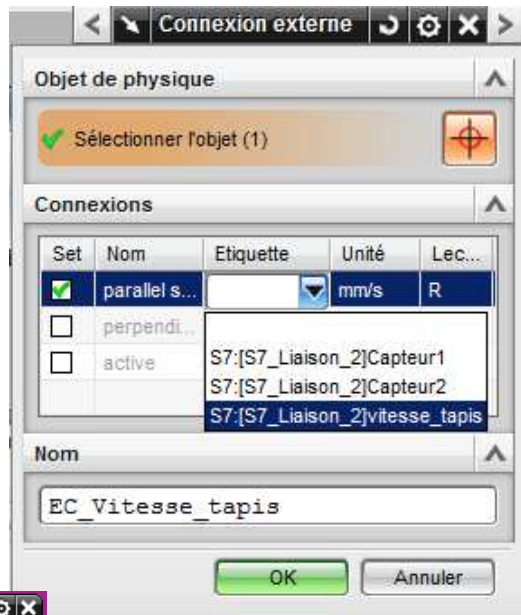 Connexion externe
Objet de physique
Sélectionner l'objet (1)
Connexions
Set Nom Etiquette Unité Lec...
parallel s... mm/s R
perpendi...
active
S7:[S7_Liaison_2]Capteur1
S7:[S7_Liaison_2]Capteur2
S7:[S7_Liaison_2]vitesse_tapis
Nom
EC_Vitesse_tapis
OK Annuler